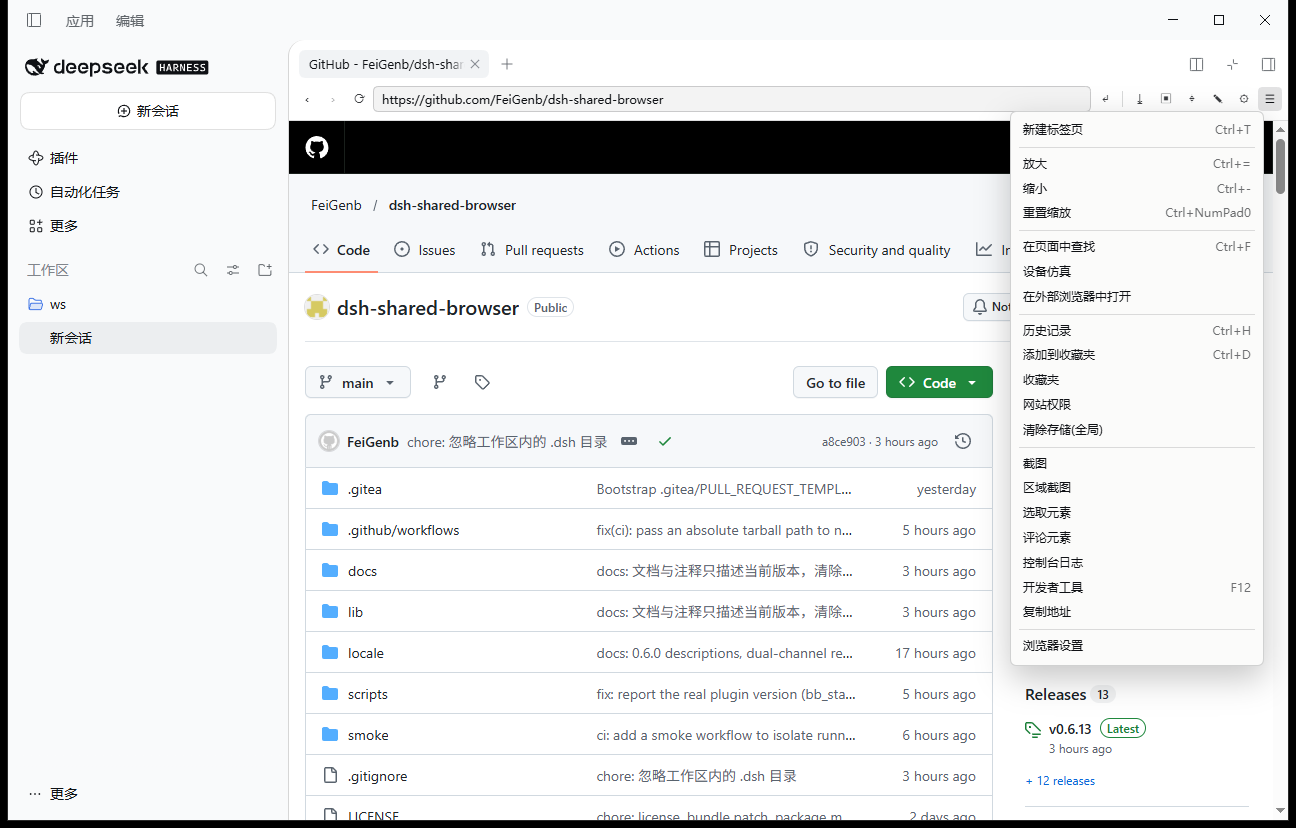 应用 编辑
deepseek HARNESS
新会话
插件
自动化任务
更多
工作区
ws
新会话
更多
GitHub - FeiGenb/dsh-shar
https://github.com/FeiGenb/dsh-shared-browser
FeiGenb / dsh-shared-browser
Code Issues Pull requests Actions Projects Security and quality
dsh-shared-browser Public
main Go to file Code
FeiGenb chore: 忽略工作区内的 .dsh 目录 a8ce903 · 3 hours ago
.gitea Bootstrap .gitea/PULL_REQUEST_TEMPL... yesterday
.github/workflows fix(ci): pass an absolute tarball path to n... 5 hours ago
docs docs: 文档与注释只描述当前版本，清除... 3 hours ago
lib docs: 文档与注释只描述当前版本，清除... 3 hours ago
locale docs: 0.6.0 descriptions, dual-channel re... 17 hours ago
scripts fix: report the real plugin version (bb_sta... 5 hours ago
smoke ci: add a smoke workflow to isolate runn... 6 hours ago
.gitignore chore: 忽略工作区内的 .dsh 目录 3 hours ago
LICENSE chore: license, bundle patch, package m... 2 days ago
新建标签页 Ctrl+T
放大 Ctrl+=
缩小 Ctrl+-
重置缩放 Ctrl+NumPad0
在页面中查找 Ctrl+F
设备仿真
在外部浏览器中打开
历史记录 Ctrl+H
添加到收藏夹 Ctrl+D
收藏夹
网站权限
清除存储(全局)
截图
区域截图
选取元素
评论元素
控制台日志
开发者工具 F12
复制地址
浏览器设置
Releases 13
v0.6.13 Latest
3 hours ago
+ 12 releases